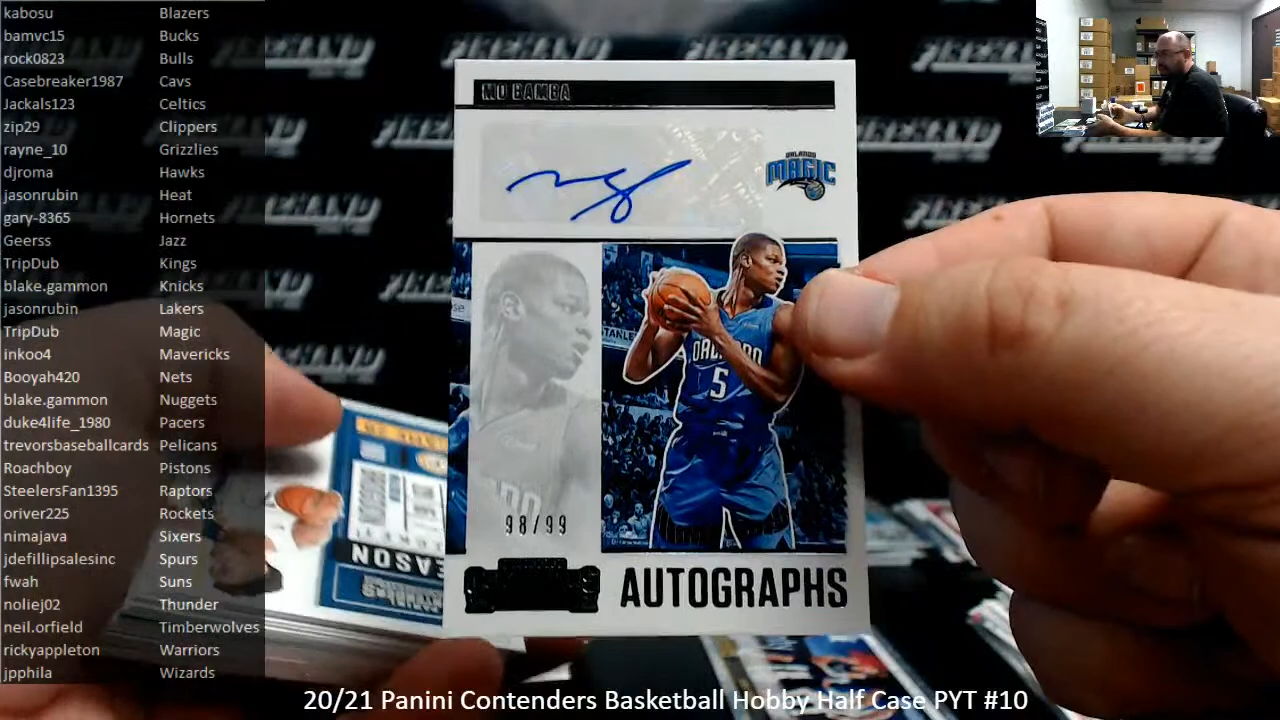 kabosu Blazers
bamvc15 Bucks
rock0823 Bulls
Casebreaker1987 Cavs
Jackals123 Celtics
zip29 Clippers
rayne_10 Grizzlies
djroma Hawks
jasonrubin Heat
gary-8365 Hornets
Geerss Jazz
TripDub Kings
blake.gammon Knicks
jasonrubin Lakers
TripDub Magic
inkoo4 Mavericks
Booyah420 Nets
blake.gammon Nuggets
duke4life_1980 Pacers
trevorsbaseballcards Pelicans
Roachboy Pistons
SteelersFan1395 Raptors
oriver225 Rockets
nimajava Sixers
jdefillipsalesinc Spurs
fwah Suns
noliej02 Thunder
neil.orfield Timberwolves
rickyappleton Warriors
jpphila Wizards
MO BAMBA
ORLANDO
MAGIC
ORLANDO
5
98/99
AUTOGRAPHS
20/21 Panini Contenders Basketball Hobby Half Case PYT #10